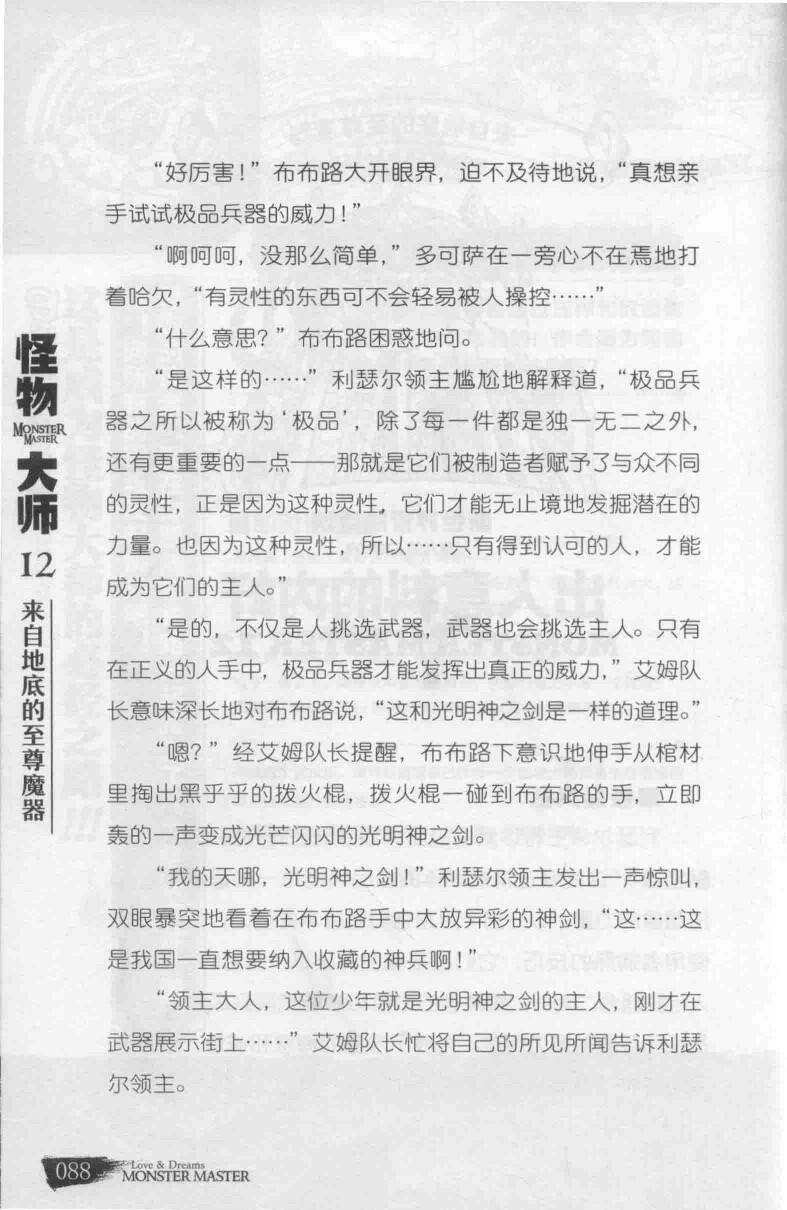 “好厉害！”布布路大开眼界，迫不及待地说，“真想亲
手试试极品兵器的威力！”
“啊呵呵，没那么简单，”多可萨在一旁心不在焉地打
着哈欠，“有灵性的东西可不会轻易被人操控……”
“什么意思？”布布路困惑地问。
“是这样的……”利瑟尔领主尴尬地解释道，“极品兵
器之所以被称为‘极品’，除了每一件都是独一无二之外，
还有更重要的一点——那就是它们被制造者赋予了与众不同
的灵性，正是因为这种灵性，它们才能无止境地发掘潜在的
力量。也因为这种灵性，所以……只有得到认可的人，才能
成为它们的主人。”
“是的，不仅是人挑选武器，武器也会挑选主人。只有
在正义的人手中，极品兵器才能发挥出真正的威力，”艾姆队
长意味深长地对布布路说，“这和光明神之剑是一样的道理。”
“嗯？”经艾姆队长提醒，布布路下意识地伸手从棺材
里掏出黑乎乎的拨火棍，拨火棍一碰到布布路的手，立即
轰的一声变成光芒闪闪的光明神之剑。
“我的天哪，光明神之剑！”利瑟尔领主发出一声惊叫，
双眼暴突地看着在布布路手中大放异彩的神剑，“这……这
是我国一直想要纳入收藏的神兵啊！”
“领主大人，这位少年就是光明神之剑的主人，刚才在
武器展示街上……”艾姆队长忙将自己的所见所闻告诉利瑟
尔领主。
怪物
MONSTER
MASTER
大师
12
来自地底的至尊魔器
088
Love & Dreams
MONSTER MASTER